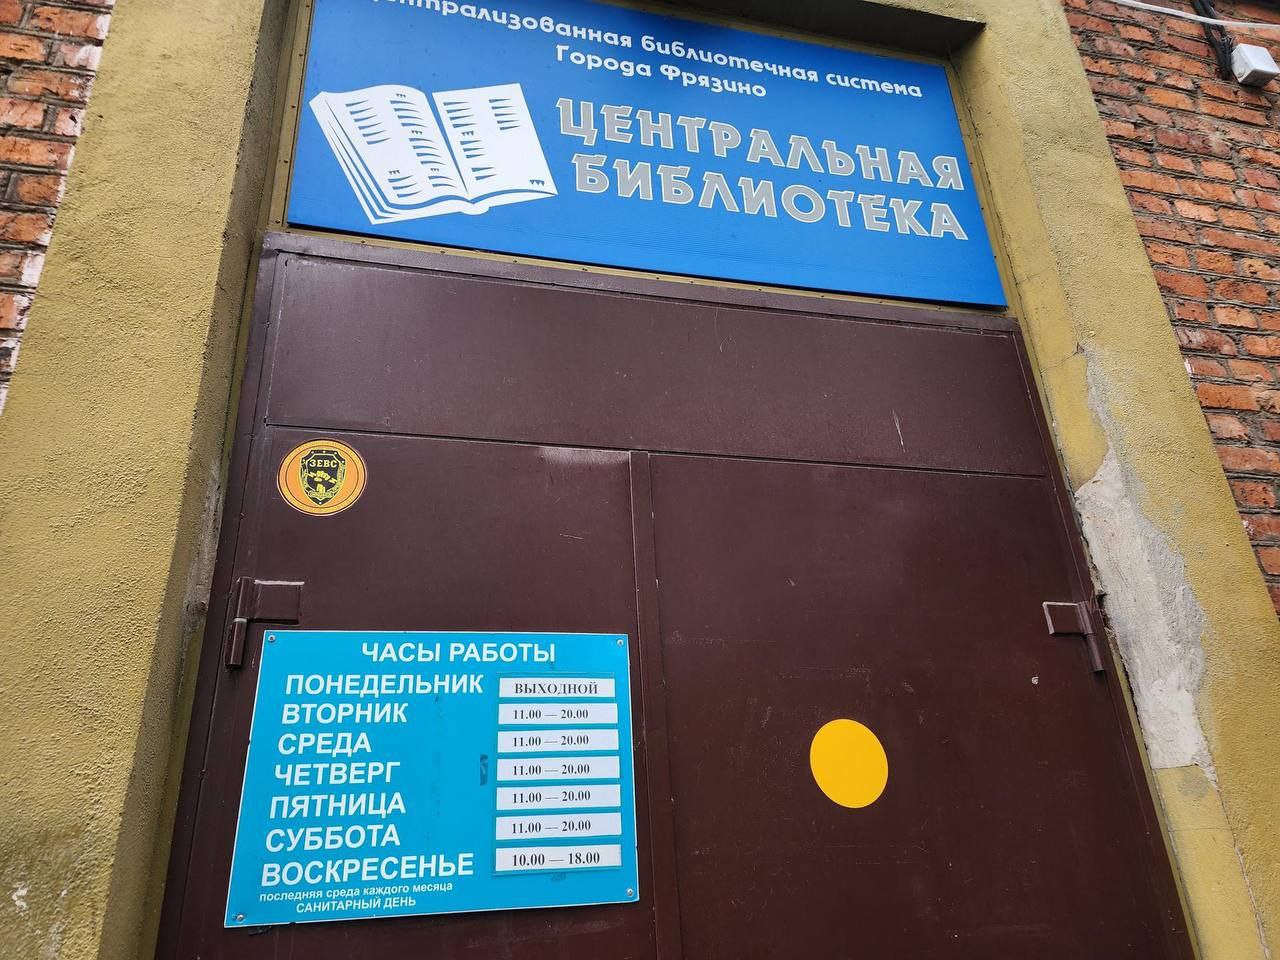 централизованная библиотечная система
Города Фрязино
ЦЕНТРАЛЬНАЯ
БИБЛИОТЕКА
ЗЕВС
ЧАСЫ РАБОТЫ
ПОНЕДЕЛЬНИК ВЫХОДНОЙ
ВТОРНИК 11.00 — 20.00
СРЕДА 11.00 — 20.00
ЧЕТВЕРГ 11.00 — 20.00
ПЯТНИЦА 11.00 — 20.00
СУББОТА 11.00 — 20.00
ВОСКРЕСЕНЬЕ 10.00 — 18.00
последняя среда каждого месяца
САНИТАРНЫЙ ДЕНЬ